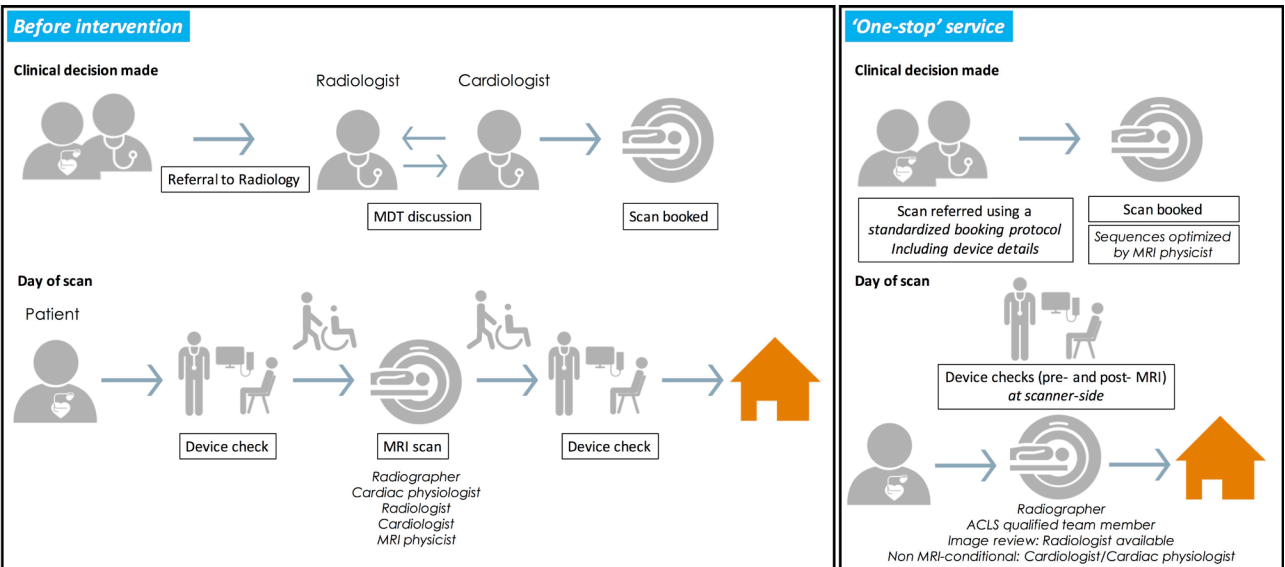 Before intervention
Clinical decision made
Radiologist
Cardiologist
Referral to Radiology
MDT discussion
Scan booked
Day of scan
Patient
Device check
MRI scan
Device check
Radiographer
Cardiac physiologist
Radiologist
Cardiologist
MRI physicist
'One-stop' service
Clinical decision made
Scan referred using a
standardized booking protocol
Including device details
Scan booked
Sequences optimized
by MRI physicist
Day of scan
Device checks (pre- and post- MRI)
at scanner-side
Radiographer
ACLS qualified team member
Image review: Radiologist available
Non MRI-conditional: Cardiologist/Cardiac physiologist